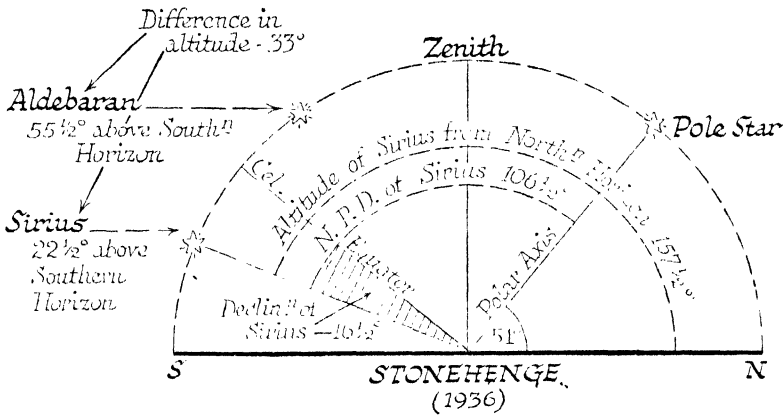 Difference in
altitude - 33°
Zenith
Aldebaran
55½° above Southⁿ
Horizon
Pole Star
Cel.
Altitude of Sirius from Northⁿ Horizon 157½°
N.P.D. of Sirius 106½°
Sirius
22½° above
Southern
Horizon
Equator
Declinⁿ of
Sirius —16½°
Polar Axis
51°
S
STONEHENGE.
N
(1936)